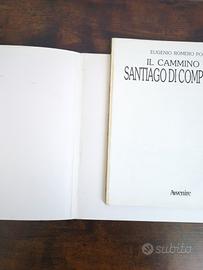 EUGENIO ROMERO PO
IL CAMMINO
SANTIAGO DI COMP
Avvenire
subito